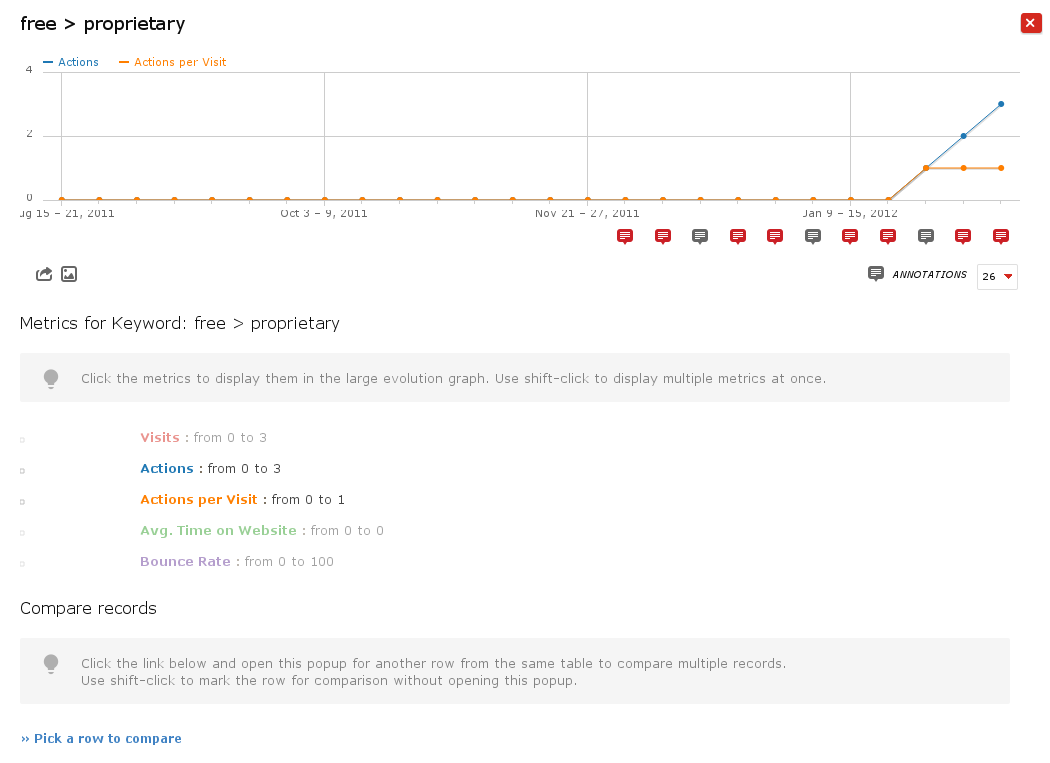 free > proprietary
Actions
Actions per Visit
4
2
0
ug 15 – 21, 2011
Oct 3 – 9, 2011
Nov 21 – 27, 2011
Jan 9 – 15, 2012
ANNOTATIONS
26
Metrics for Keyword: free > proprietary
Click the metrics to display them in the large evolution graph. Use shift-click to display multiple metrics at once.
Visits : from 0 to 3
Actions : from 0 to 3
Actions per Visit : from 0 to 1
Avg. Time on Website : from 0 to 0
Bounce Rate : from 0 to 100
Compare records
Click the link below and open this popup for another row from the same table to compare multiple records.
Use shift-click to mark the row for comparison without opening this popup.
» Pick a row to compare